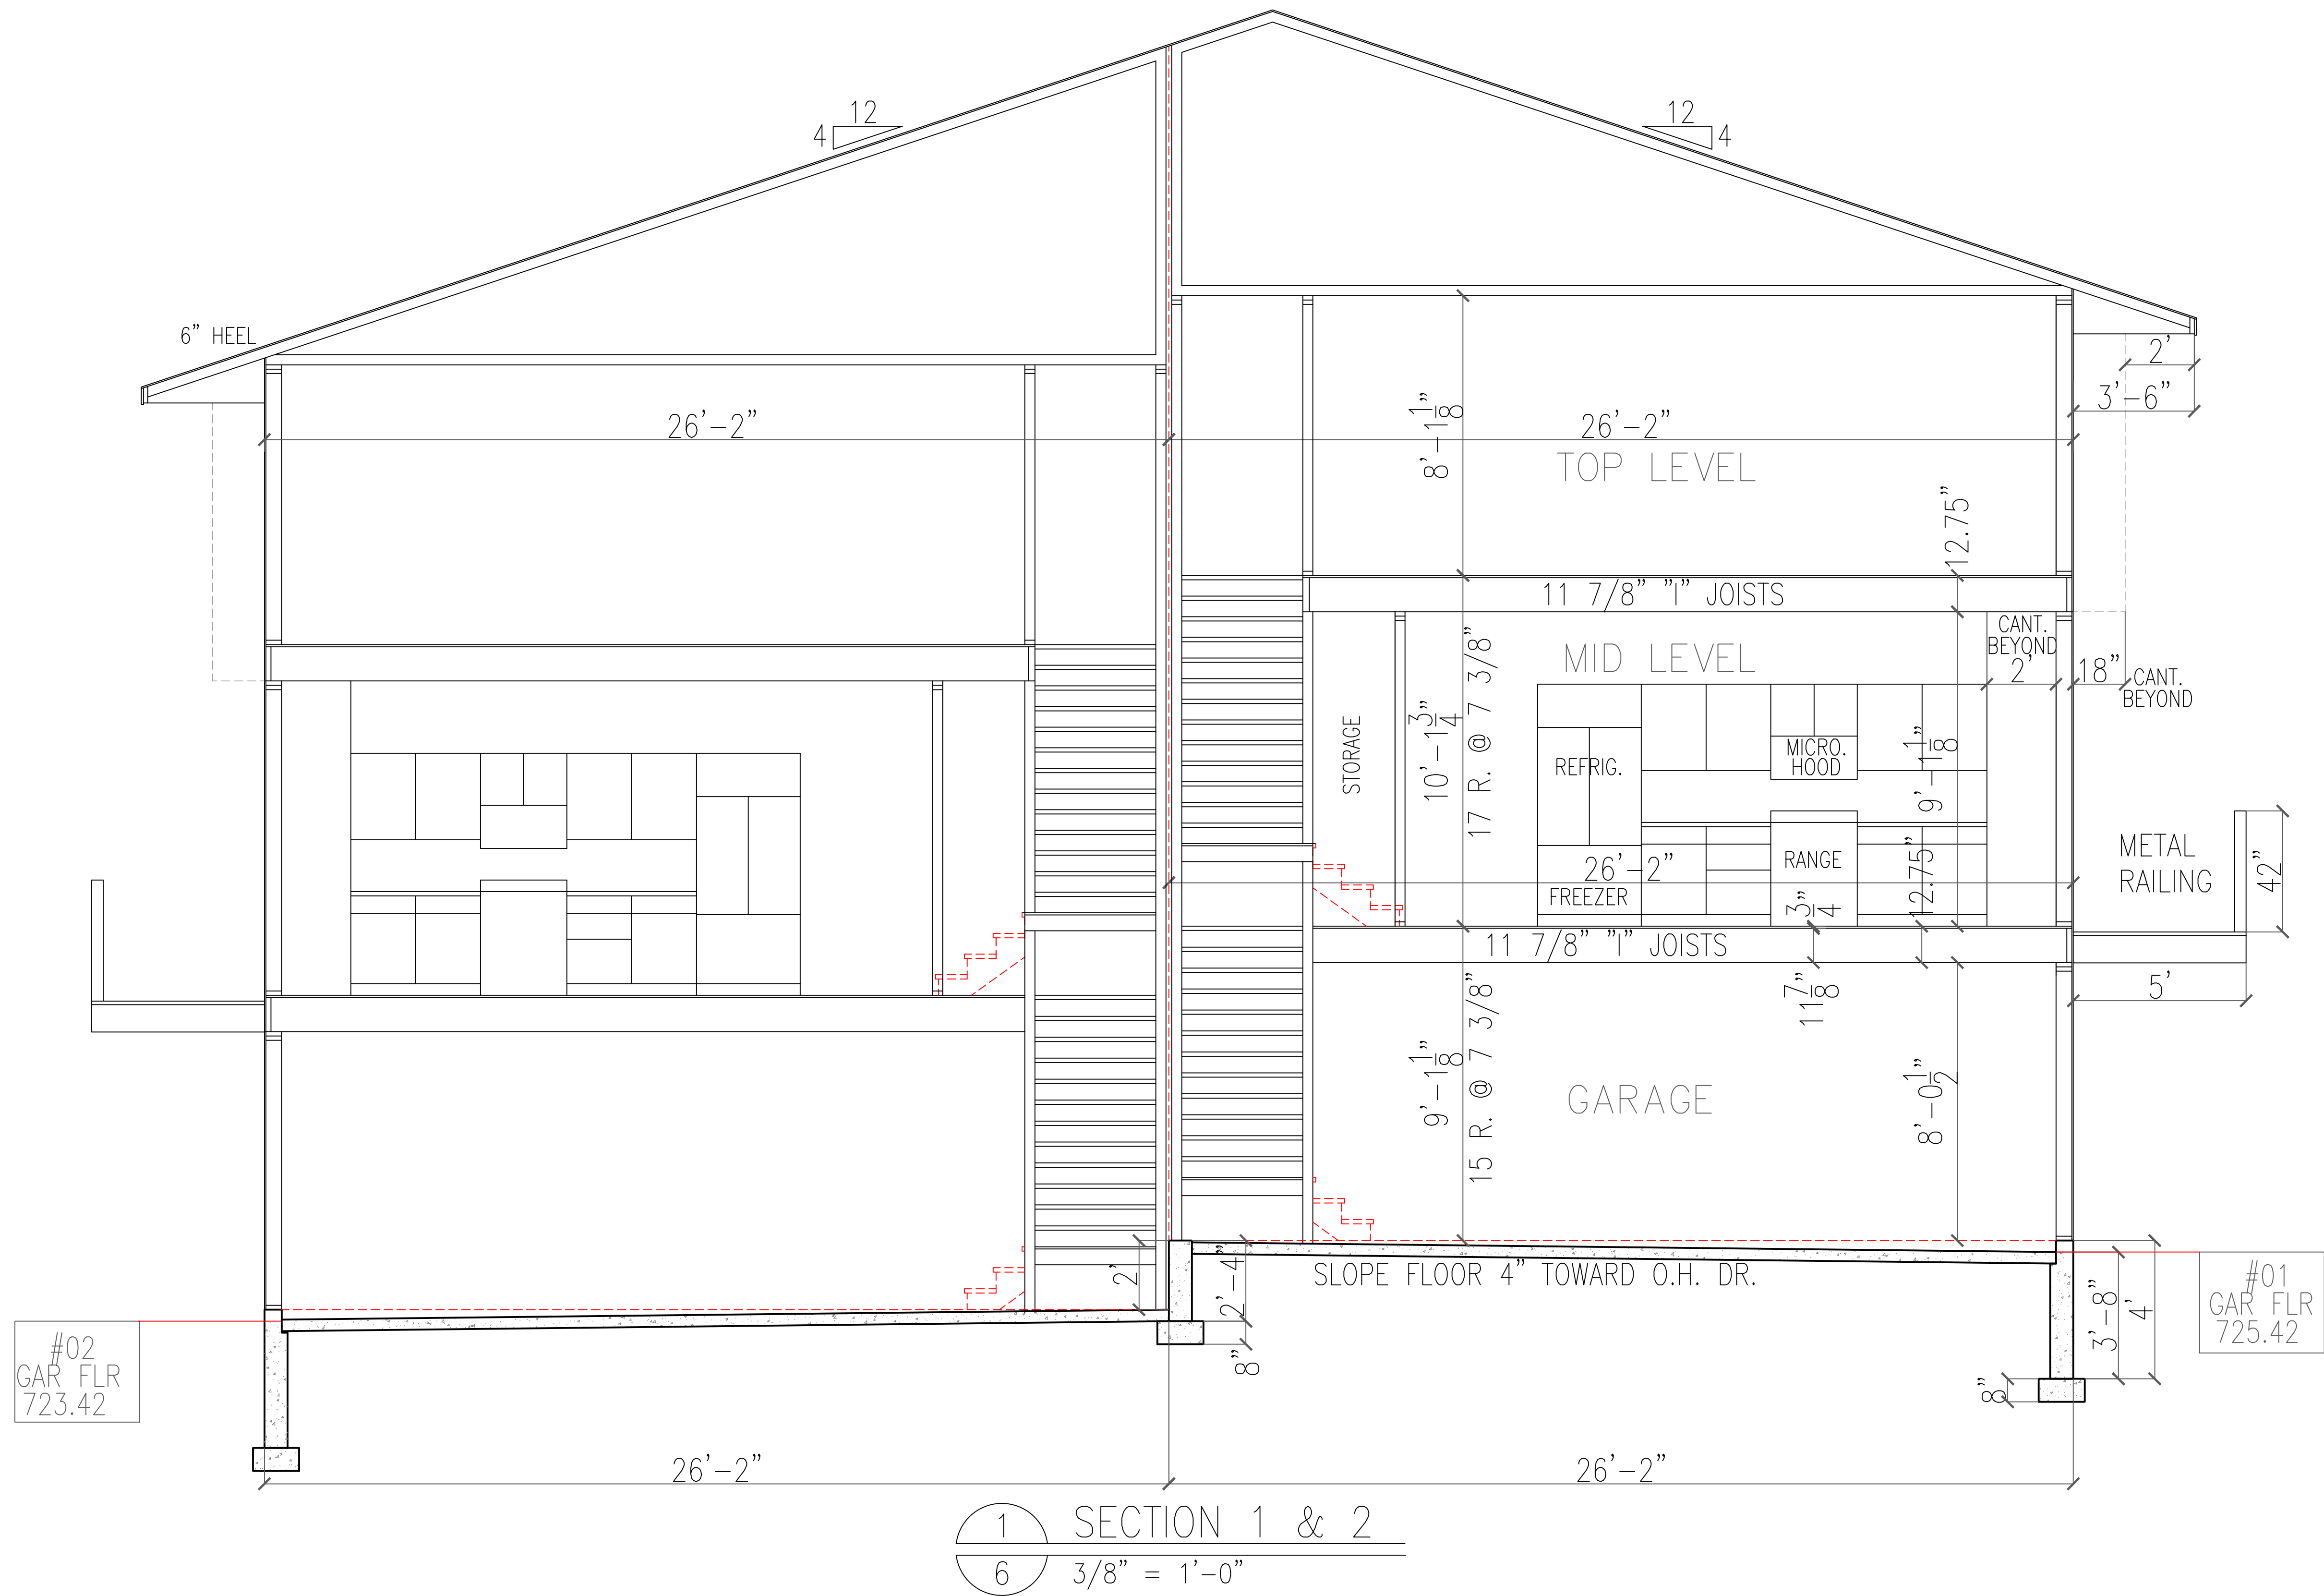 12
4
12
4
6” HEEL
2’
3’-6”
26’-2”
26’-2”
8’-1 1/8”
TOP LEVEL
12.75”
11 7/8” "I" JOISTS
CANT.
BEYOND
2’
18”
CANT.
BEYOND
MID LEVEL
STORAGE
10’-1 3/4”
17 R. @ 7 3/8”
REFRIG.
MICRO.
HOOD
9’-1 1/8”
RANGE
26’-2”
FREEZER
3/4”
12.75”
METAL
RAILING
42”
11 7/8” "I" JOISTS
11 7/8”
5’
9’-1 1/8”
15 R. @ 7 3/8”
GARAGE
8’-0 1/2”
2’
2’-4”
8”
SLOPE FLOOR 4” TOWARD O.H. DR.
3’-8”
4’
8”
#01
GAR FLR
725.42
#02
GAR FLR
723.42
26’-2”
26’-2”
1
6
SECTION 1 & 2
3/8” = 1’-0”